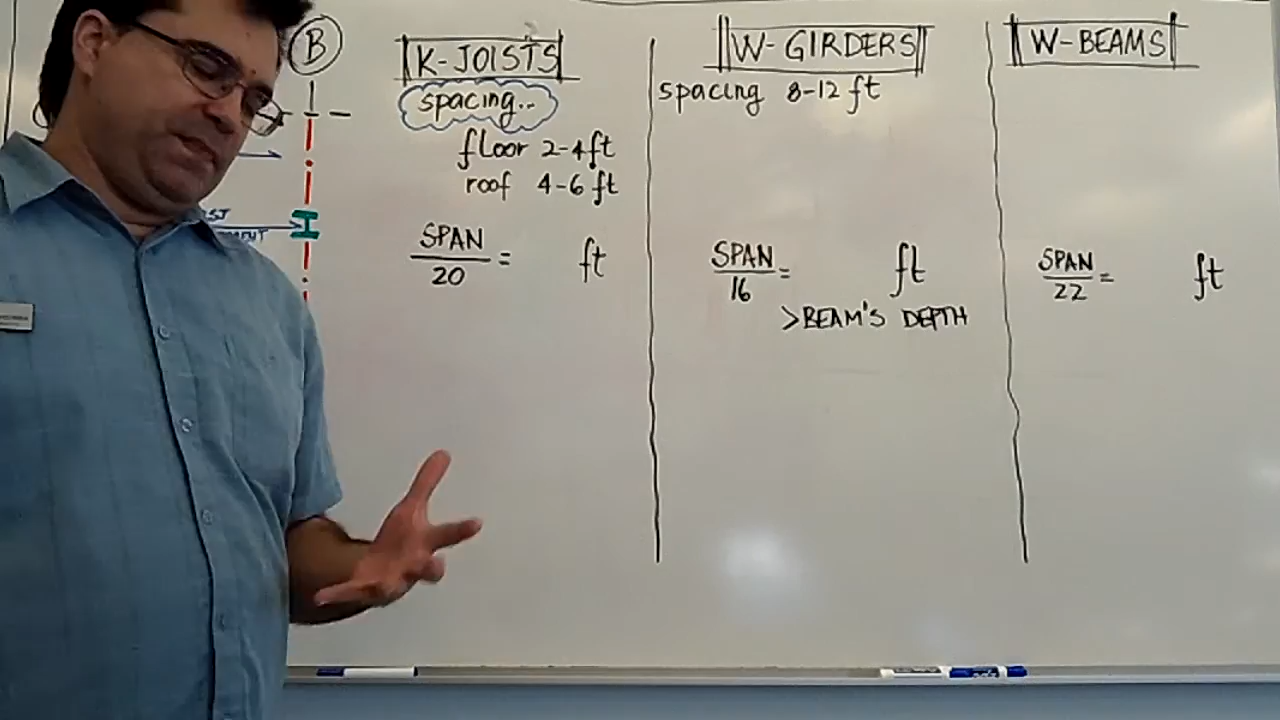 B
K-JOISTS
spacing..
floor 2-4ft
roof 4-6 ft
SPAN
20
= ft
W-GIRDERS
spacing 8-12 ft
SPAN
16
= ft
>BEAM'S DEPTH
W-BEAMS
SPAN
22
= ft